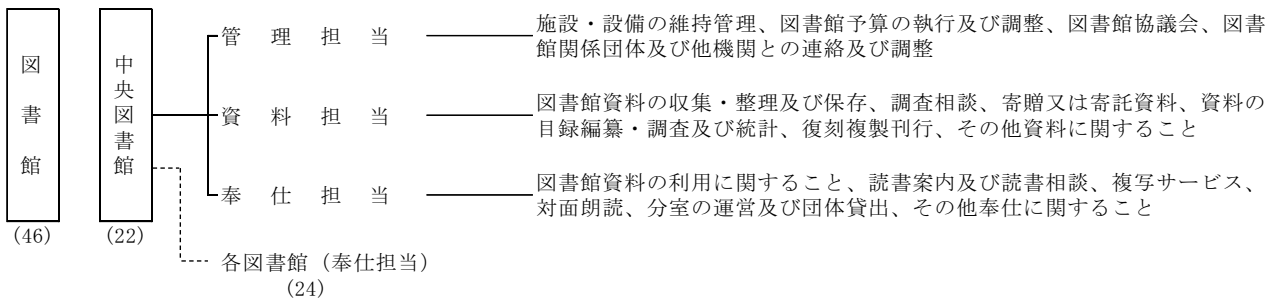 図書館
(46)
中央図書館
(22)
管理担当
施設・設備の維持管理、図書館予算の執行及び調整、図書館協議会、図書
館関係団体及び他機関との連絡及び調整
資料担当
図書館資料の収集・整理及び保存、調査相談、寄贈又は寄託資料、資料の
目録編纂・調査及び統計、復刻複製刊行、その他資料に関すること
奉仕担当
図書館資料の利用に関すること、読書案内及び読書相談、複写サービス、
対面朗読、分室の運営及び団体貸出、その他奉仕に関すること
各図書館（奉仕担当）
(24)